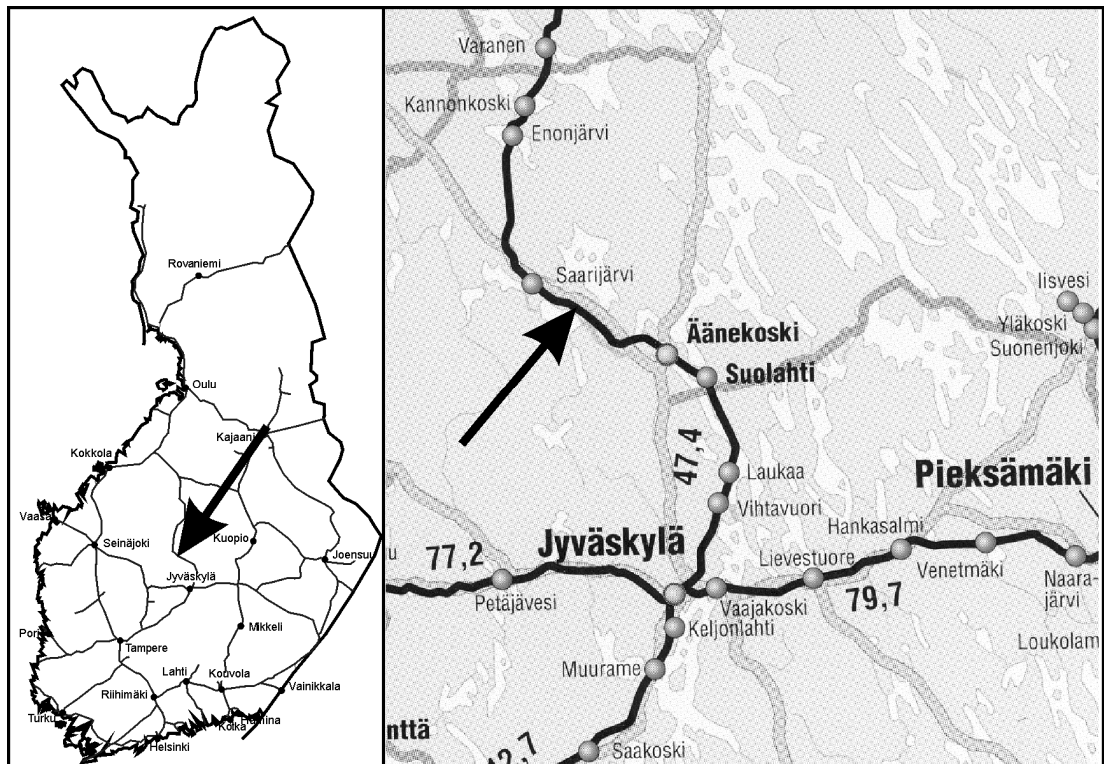 Rovaniemi
Oulu
Kajaani
Kokkola
Vaasa
Seinäjoki
Kuopio
Joensuu
Jyväskylä
Pori
Tampere
Mikkeli
Lahti
Kouvola
Riihimäki
Vainikkala
Turku
Hamina
Kotka
Helsinki
Varanen
Kannonkoski
Enonjärvi
Saarijärvi
Iisvesi
Yläkoski
Suonenjoki
Äänekoski
Suolahti
47,4
Laukaa
Pieksämäki
Vihtavuori
Hankasalmi
Jyväskylä
77,2
Lievestuore
Venetmäki
Petäjävesi
Vaajakoski
79,7
Naara-
järvi
Keljonlahti
Loukolam
Muurame
nttä
Saakoski